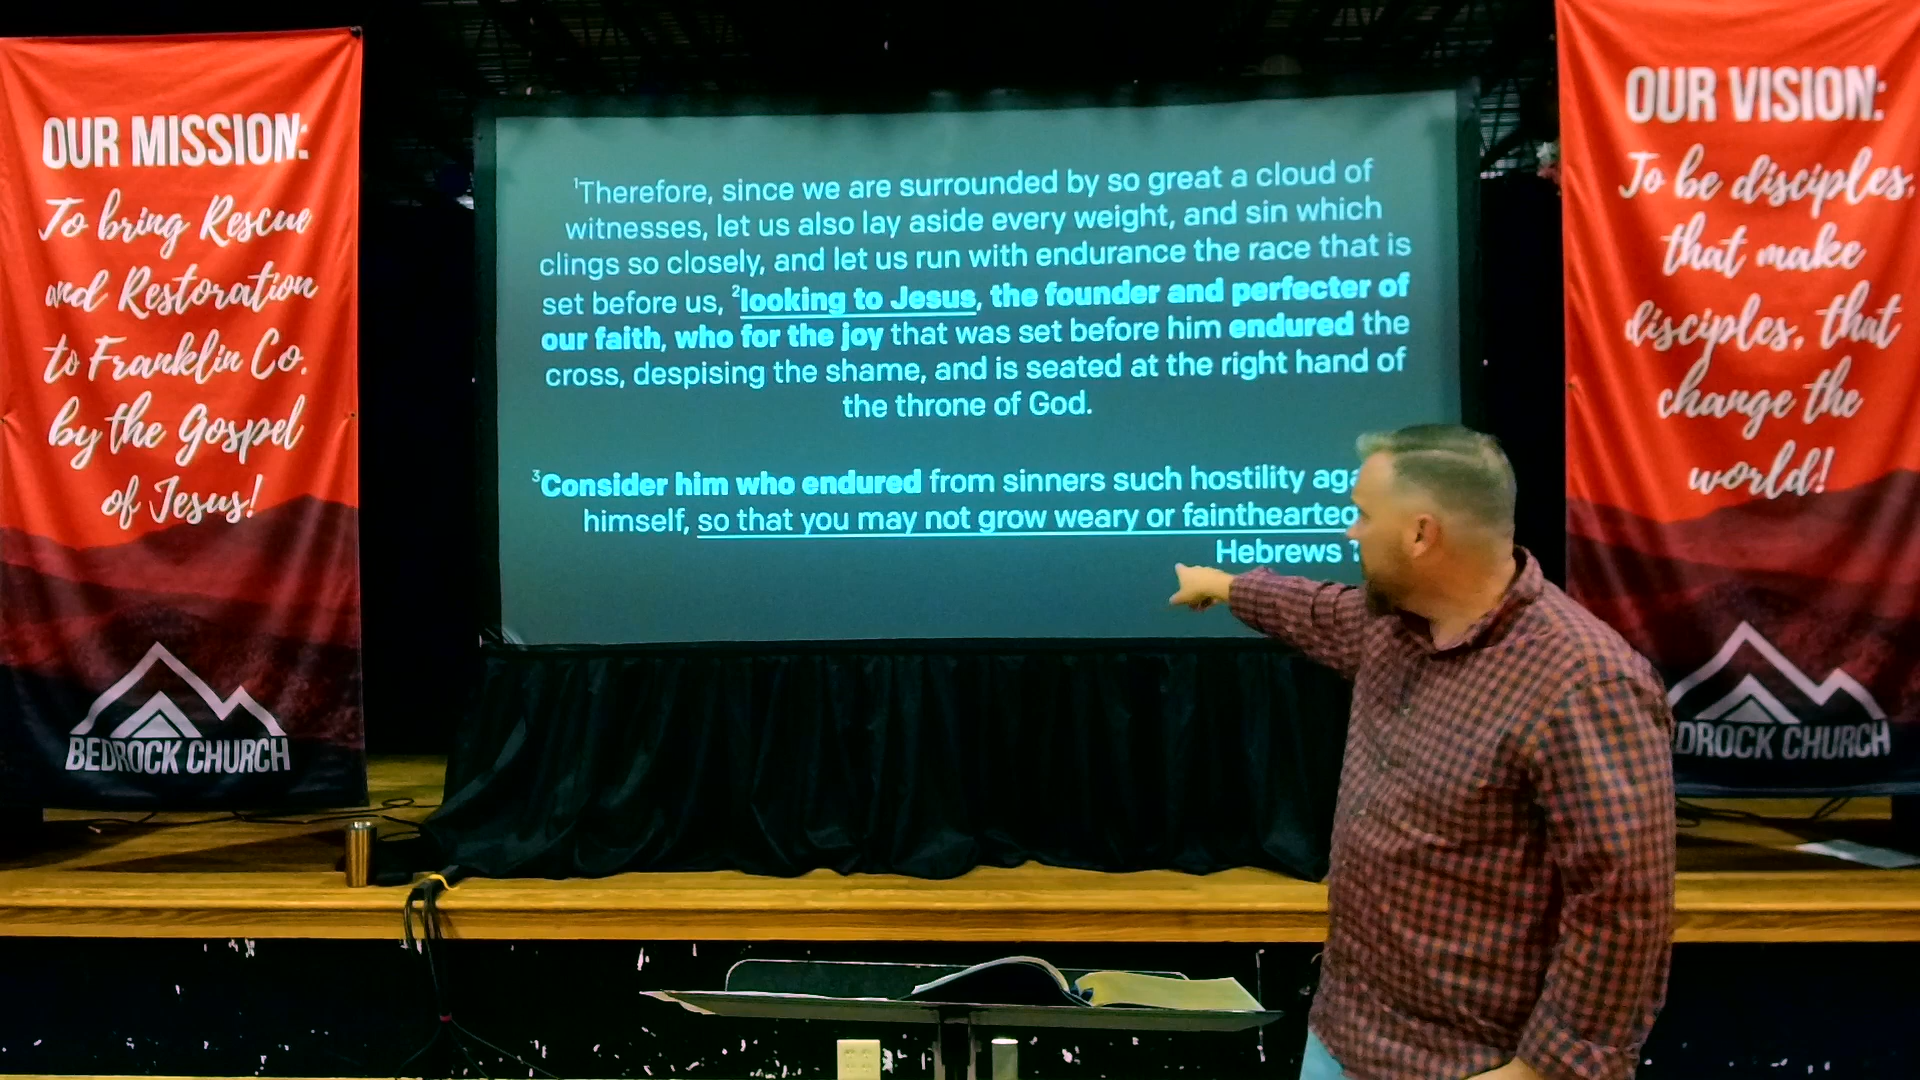 OUR MISSION:
To bring Rescue
and Restoration
to Franklin Co.
by the Gospel
of Jesus!
BEDROCK CHURCH
¹Therefore, since we are surrounded by so great a cloud of
witnesses, let us also lay aside every weight, and sin which
clings so closely, and let us run with endurance the race that is
set before us, ²looking to Jesus, the founder and perfecter of
our faith, who for the joy that was set before him endured the
cross, despising the shame, and is seated at the right hand of
the throne of God.
³Consider him who endured from sinners such hostility
himself, so that you may not grow weary or fainthearted
Hebrews
OUR VISION:
To be disciples,
that make
disciples, that
change the
world!
DROCK CHURCH